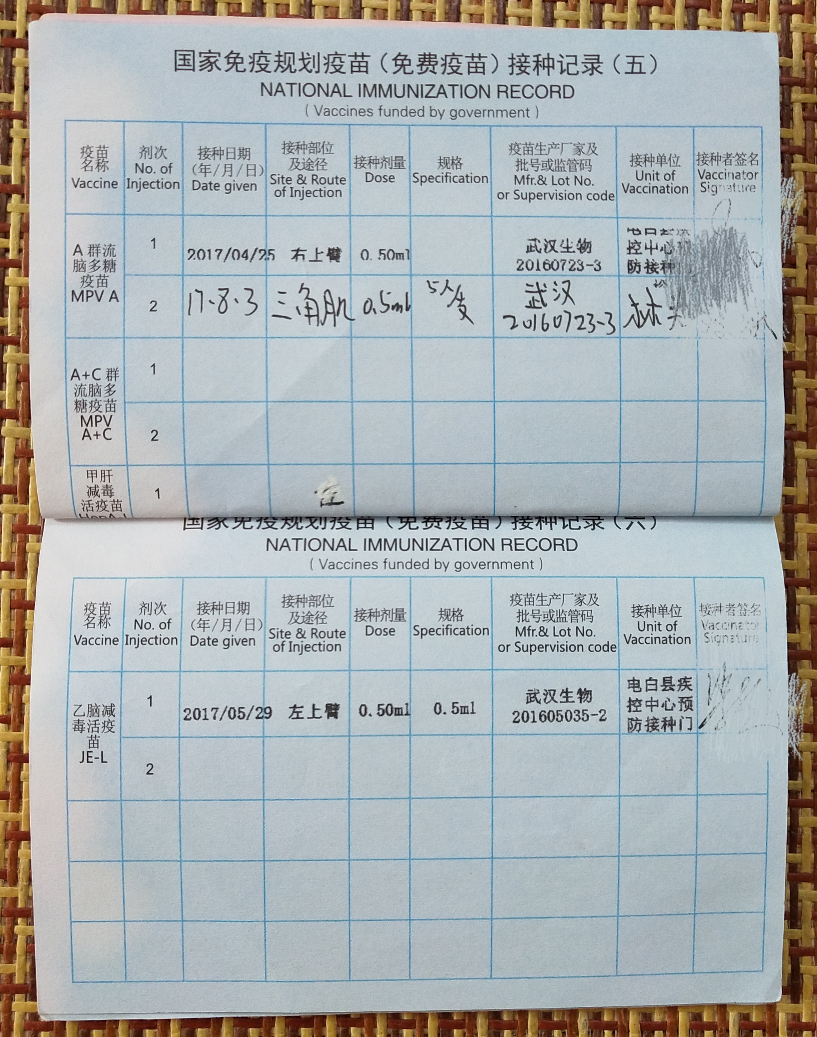 国家免疫规划疫苗（免费疫苗）接种记录（五）
NATIONAL IMMUNIZATION RECORD
( Vaccines funded by government )
疫苗
名称
Vaccine
剂次
No. of
Injection
接种日期
（年/月/日）
Date given
接种部位
及途径
Site & Route
of Injection
接种剂量
Dose
规格
Specification
疫苗生产厂家及
批号或监管码
Mfr.& Lot No.
or Supervision code
接种单位
Unit of
Vaccination
接种者签名
Vaccinator
Signature
A 群流
脑多糖
疫苗
MPV A
1
2017/04/25
右上臂
0.50ml
武汉生物
20160723-3
控中心
防接种
2
17-8-3
三角肌
0.5ml
5人
武汉
20160723-3
林头
A+C 群
流脑多
糖疫苗
MPV
A+C
1
2
甲肝
减毒
活疫苗
1
国家免疫规划疫苗（免费疫苗）接种记录（六）
NATIONAL IMMUNIZATION RECORD
( Vaccines funded by government )
疫苗
名称
Vaccine
剂次
No. of
Injection
接种日期
（年/月/日）
Date given
接种部位
及途径
Site & Route
of Injection
接种剂量
Dose
规格
Specification
疫苗生产厂家及
批号或监管码
Mfr.& Lot No.
or Supervision code
接种单位
Unit of
Vaccination
接种者签名
Vaccinator
Signature
乙脑减
毒活疫
苗
JE-L
1
2017/05/29
左上臂
0.50ml
0.5ml
武汉生物
201605035-2
电白县疾
控中心预
防接种门
2